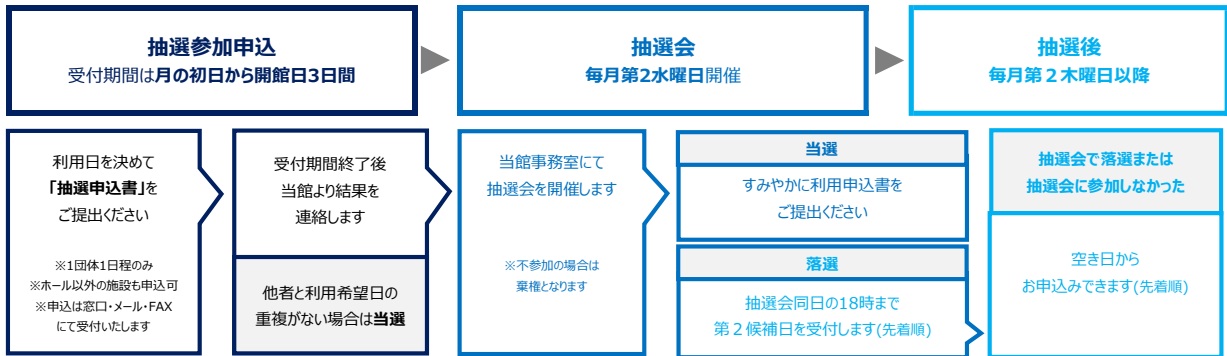 抽選参加申込
受付期間は月の初日から開館日3日間
抽選会
毎月第2水曜日開催
抽選後
毎月第２木曜日以降
利用日を決めて
「抽選申込書」を
ご提出ください
※1団体1日程のみ
※ホール以外の施設も申込可
※申込は窓口・メール・FAX
にて受付いたします
受付期間終了後
当館より結果を
連絡します
他者と利用希望日の
重複がない場合は当選
当館事務室にて
抽選会を開催します
※不参加の場合は
棄権となります
当選
すみやかに利用申込書を
ご提出ください
落選
抽選会同日の18時まで
第２候補日を受付します(先着順)
抽選会で落選または
抽選会に参加しなかった
空き日から
お申込みできます(先着順)